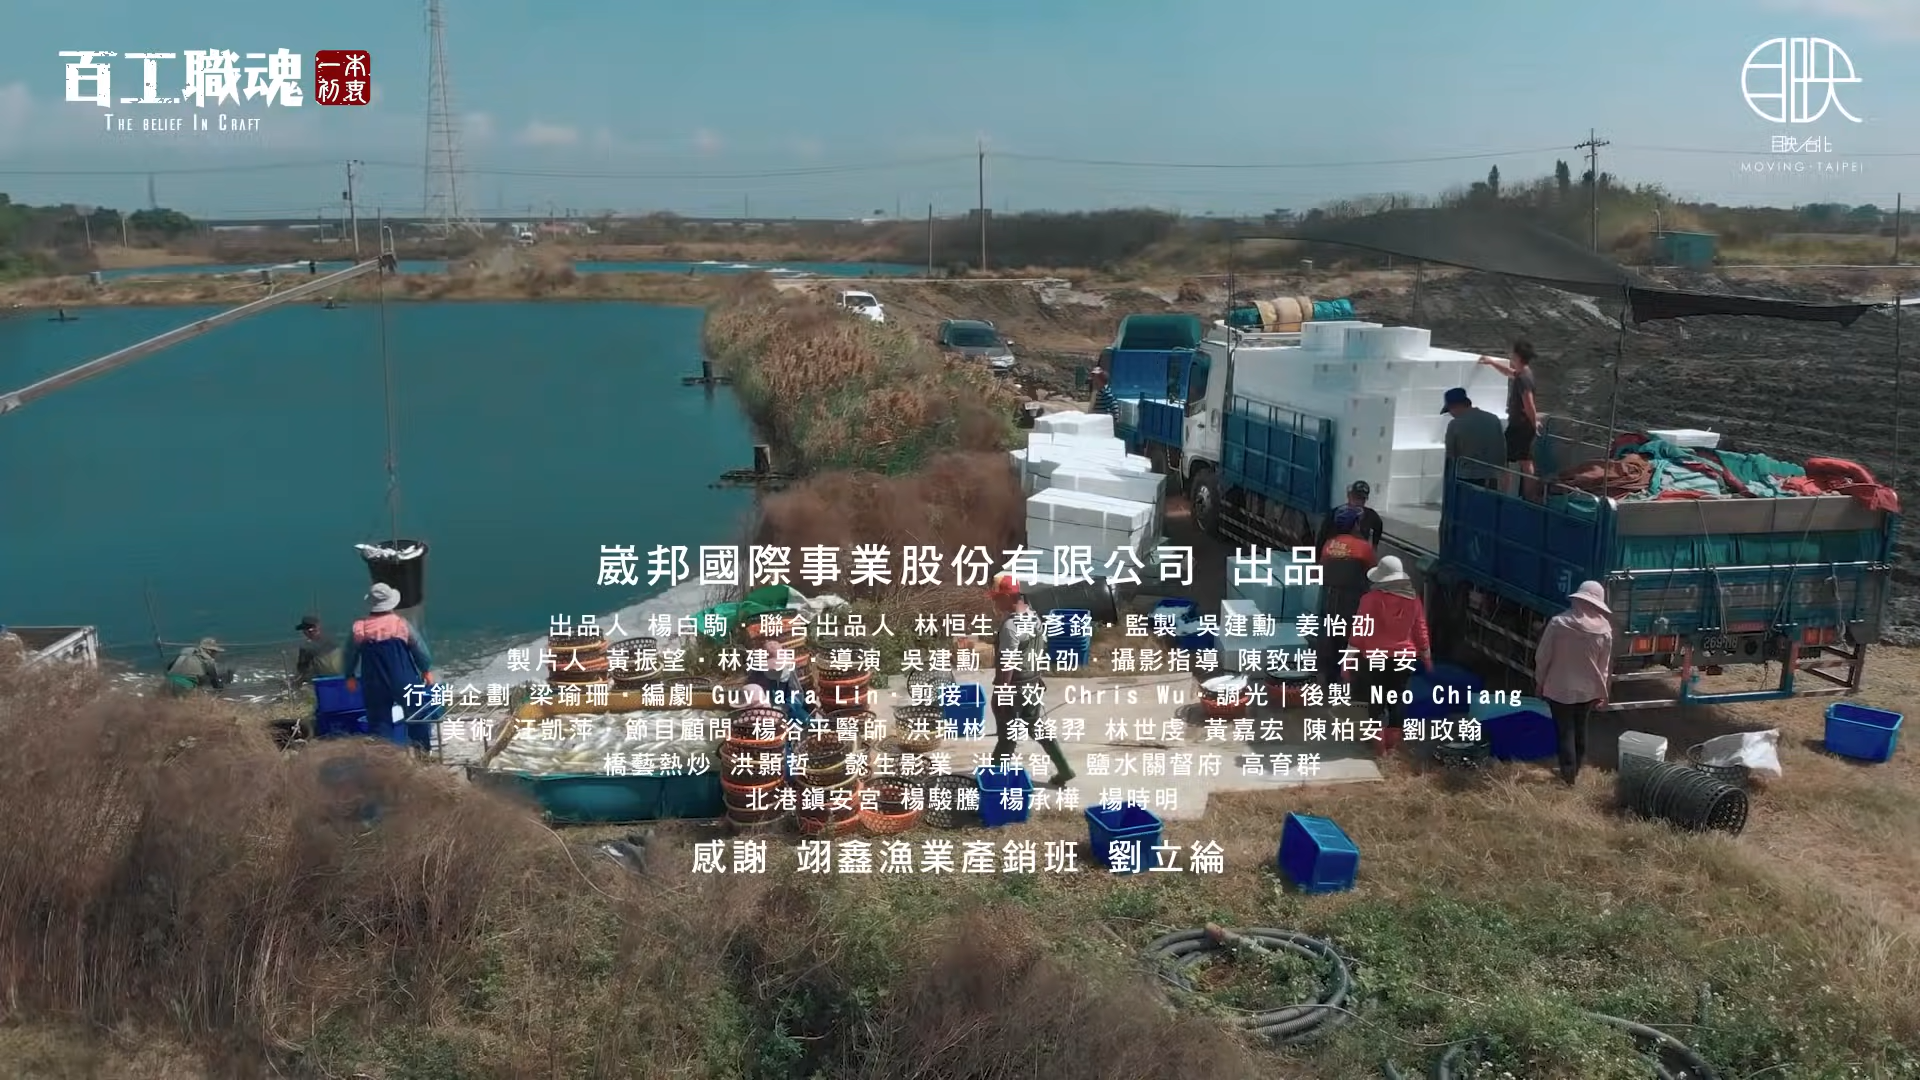 百工職魂
一本初衷
THE BELIEF IN CRAFT
映台北
MOVING·TAIPEI
崴邦國際事業股份有限公司 出品
出品人 楊白駒·聯合出品人 林恒生 黃彥銘·監製 吳建勳 姜怡劭
製片人 黃振望·林建男·導演 吳建勳 姜怡劭·攝影指導 陳致愷 石育安
行銷企劃 梁瑜珊·編劇 Guvuara Lin·剪接|音效 Chris Wu·調光|後製 Neo Chiang
美術 汪凱萍·節目顧問 楊浴平醫師 洪瑞彬 翁鋒羿 林世虔 黃嘉宏 陳柏安 劉政翰
橋藝熱炒 洪顥哲 懿生影業 洪祥智 鹽水關督府 高育群
北港鎮安宮 楊駿騰 楊承樺 楊時明
感謝 翊鑫漁業產銷班 劉立綸